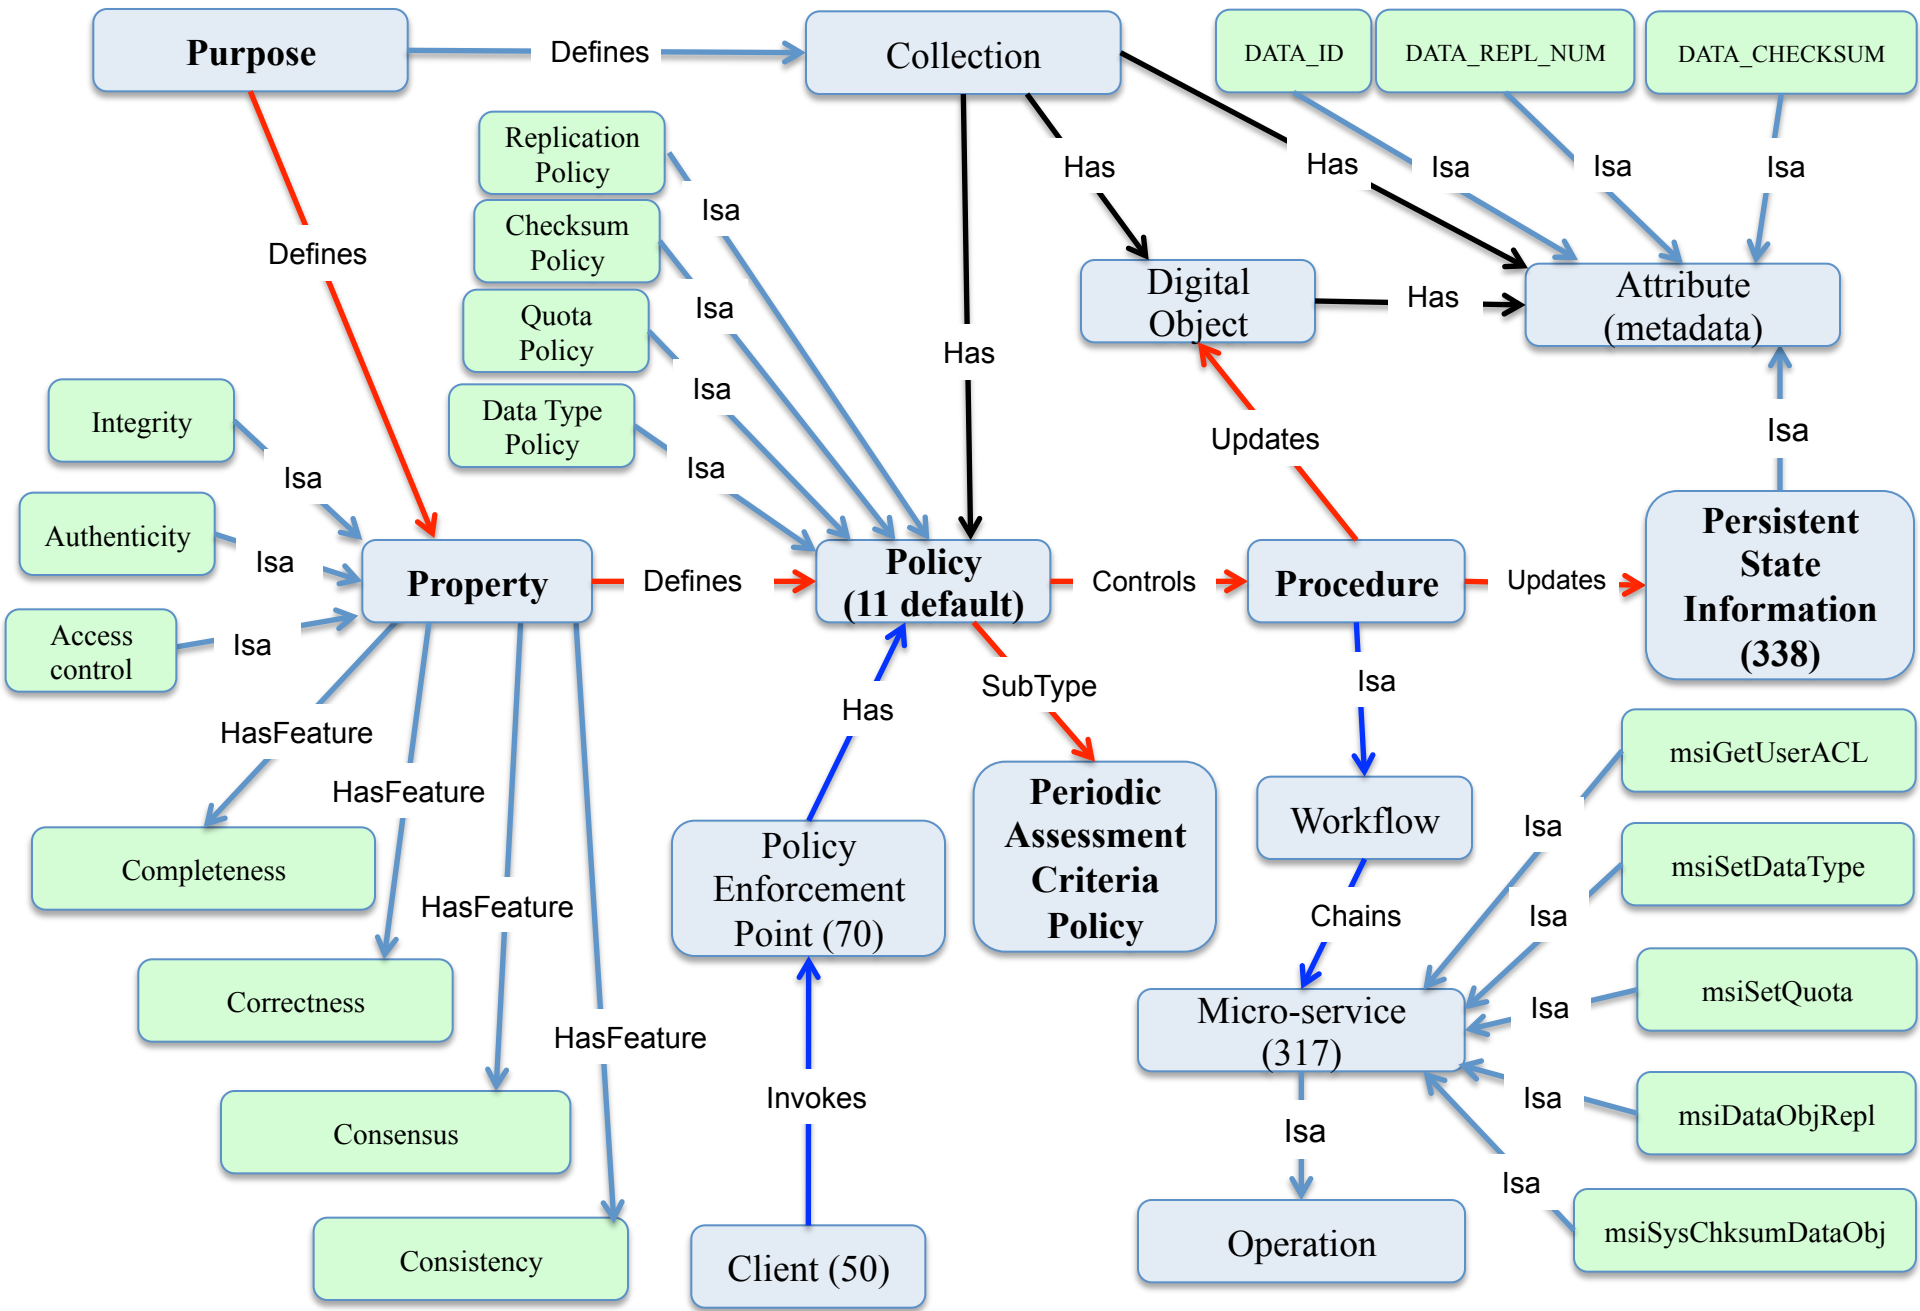 Purpose
Defines
Collection
DATA_ID
DATA_REPL_NUM
DATA_CHECKSUM
Replication
Policy
Has
Has
Isa
Isa
Isa
Isa
Checksum
Policy
Defines
Isa
Digital
Object
Has
Attribute
(metadata)
Quota
Policy
Has
Isa
Data Type
Policy
Integrity
Updates
Isa
Isa
Isa
Authenticity
Isa
Persistent
State
Information
(338)
Property
Defines
Policy
(11 default)
Controls
Procedure
Updates
Access
control
Isa
SubType
Isa
Has
HasFeature
msiGetUserACL
HasFeature
Periodic
Assessment
Criteria
Policy
Workflow
Isa
Policy
Enforcement
Point (70)
Completeness
msiSetDataType
HasFeature
Chains
Isa
Correctness
msiSetQuota
Micro-service
(317)
Isa
HasFeature
Invokes
Isa
msiDataObjRepl
Consensus
Isa
Isa
Operation
msiSysChksumDataObj
Consistency
Client (50)